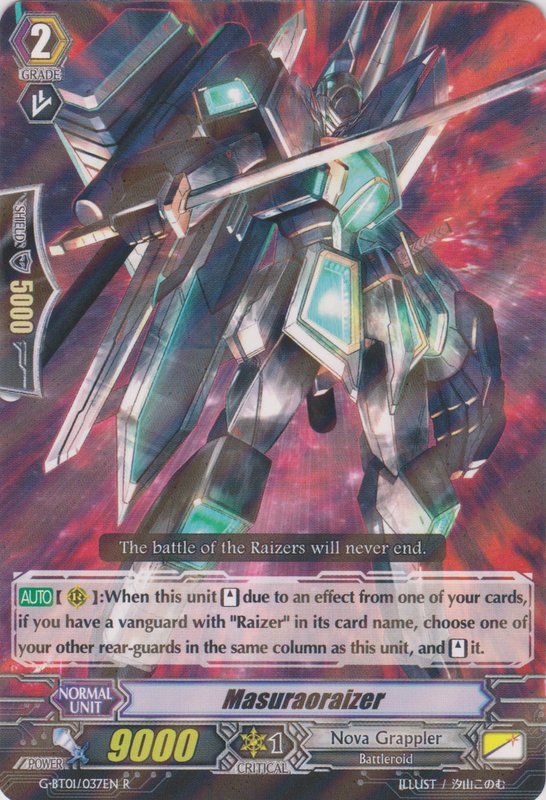 2
GRADE
SHIELD
5000
The battle of the Raizers will never end.
AUTO [ R ]:When this unit due to an effect from one of your cards,
if you have a vanguard with "Raizer" in its card name, choose one of
your other rear-guards in the same column as this unit, and it.
NORMAL
UNIT
Masuraoraizer
POWER
9000
1
CRITICAL
Nova Grappler
Battleroid
G-BT01/037EN R
ILLUST / 汐山このむ